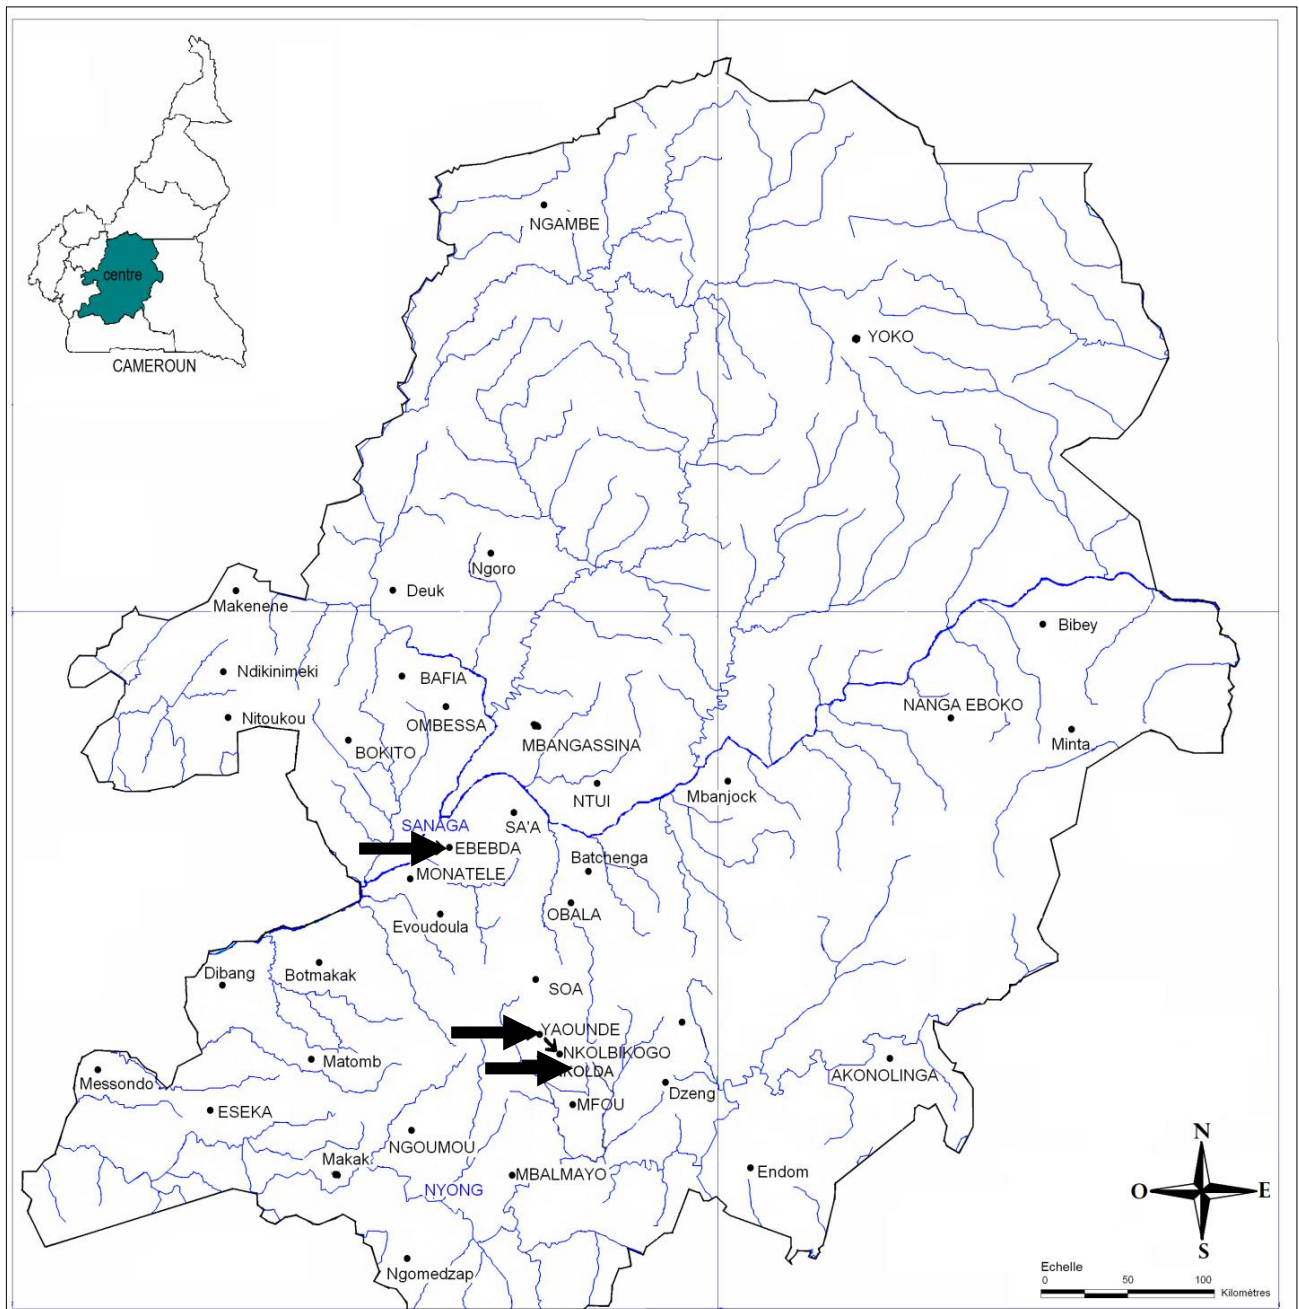 centre
CAMEROUN
NGAMBE
YOKO
Ngoro
Deuk
Makenene
Bibey
Ndikinimeki
BAFIA
NANGA EBOKO
OMBESSA
Nitoukou
MBANGASSINA
BOKITO
Minta
NTUI
Mbanjock
SANAGA
SA'A
EBEBDA
Batchenga
MONATELE
OBALA
Evoudoula
Dibang
Botmakak
SOA
YAOUNDE
NKOLBIKOGO
KOLDA
Matomb
AKONOLINGA
Messondo
Dzeng
MFOU
ESEKA
NGOUMOU
Makak
MBALMAYO
Endom
NYONG
Ngomedzap
N
O E
S
Echelle
0 50 100
Kilomètres